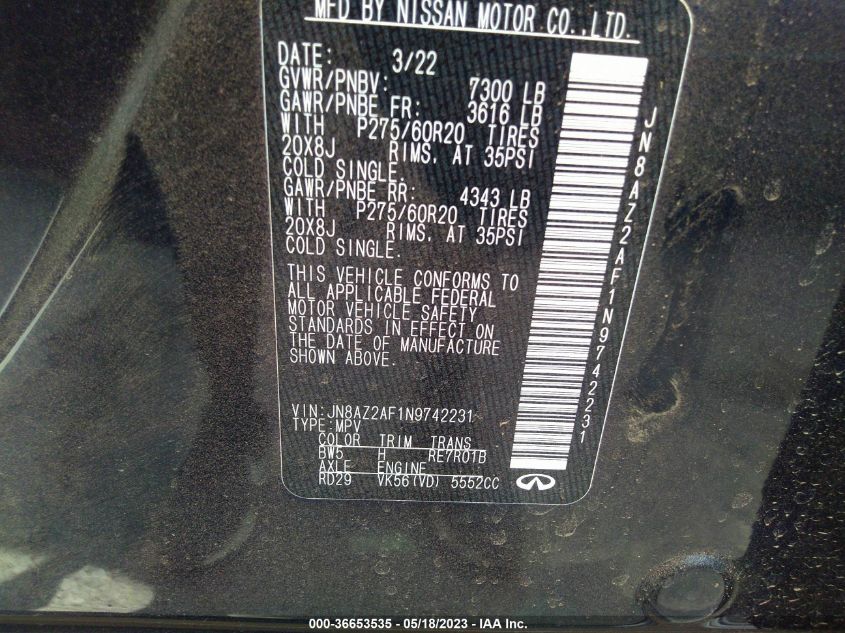 MFD BY NISSAN MOTOR CO.,LTD.
DATE: 3/22
GVWR/PNBV: 7300 LB
GAWR/PNBE FR: 3616 LB
WITH P275/60R20 TIRES
20X8J RIMS, AT 35PSI
COLD SINGLE.
GAWR/PNBE RR: 4343 LB
WITH P275/60R20 TIRES
20X8J RIMS, AT 35PSI
COLD SINGLE.
THIS VEHICLE CONFORMS TO
ALL APPLICABLE FEDERAL
MOTOR VEHICLE SAFETY
STANDARDS IN EFFECT ON
THE DATE OF MANUFACTURE
SHOWN ABOVE.
VIN:JN8AZ2AF1N9742231
TYPE:MPV
COLOR TRIM TRANS
BW5 H RE7R01B
AXLE ENGINE
RD29 VK56(VD) 5552CC
JN8AZ2AF1N9742231
000-36653535 - 05/18/2023 - IAA Inc.